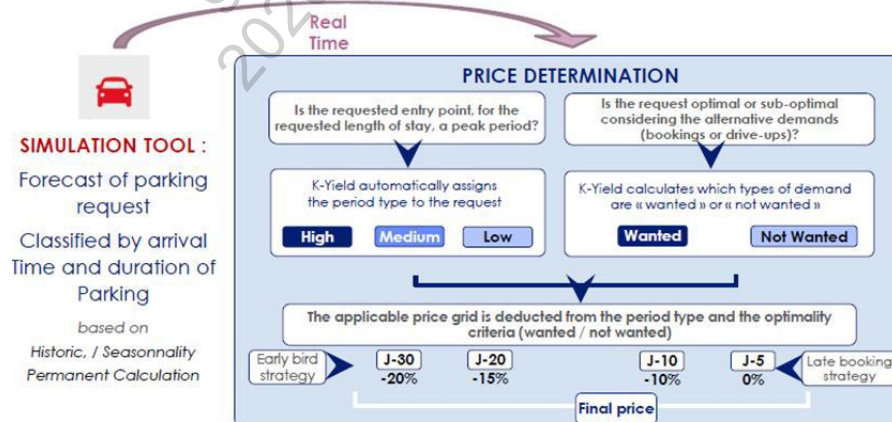 202
Real
Time
PRICE DETERMINATION
Is the requested entry point, for the
requested length of stay, a peak period?
Is the request optimal or sub-optimal
considering the alternative demands
(bookings or drive-ups)?
SIMULATION TOOL :
Forecast of parking
request
Classified by arrival
Time and duration of
Parking
based on
Historic, / Seasonnality
Permanent Calculation
K-Yield automatically assigns
the period type to the request
High
Medium
Low
K-Yield calculates which types of demand
are « wanted » or « not wanted »
Wanted
Not Wanted
The applicable price grid is deducted from the period type and the optimality
criteria (wanted / not wanted)
Early bird
strategy
J-30
-20%
J-20
-15%
J-10
-10%
J-5
0%
Late booking
strategy
Final price